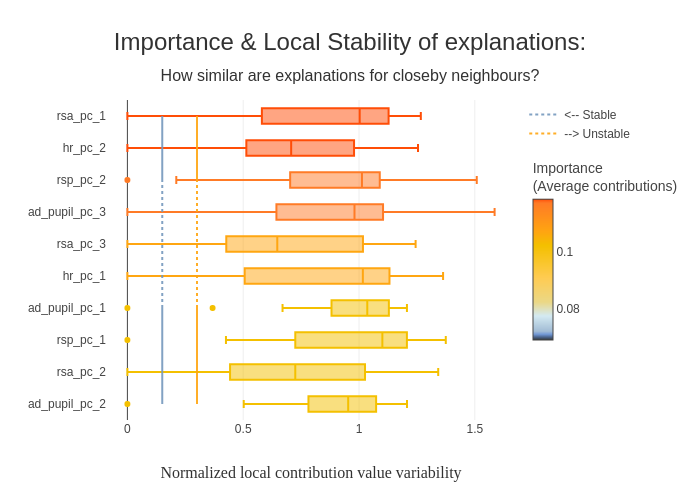 Importance & Local Stability of explanations:
How similar are explanations for closeby neighbours?
rsa_pc_1
hr_pc_2
rsp_pc_2
ad_pupil_pc_3
rsa_pc_3
hr_pc_1
ad_pupil_pc_1
rsp_pc_1
rsa_pc_2
ad_pupil_pc_2
0 0.5 1 1.5
Normalized local contribution value variability
<-- Stable
--> Unstable
Importance
(Average contributions)
0.1
0.08